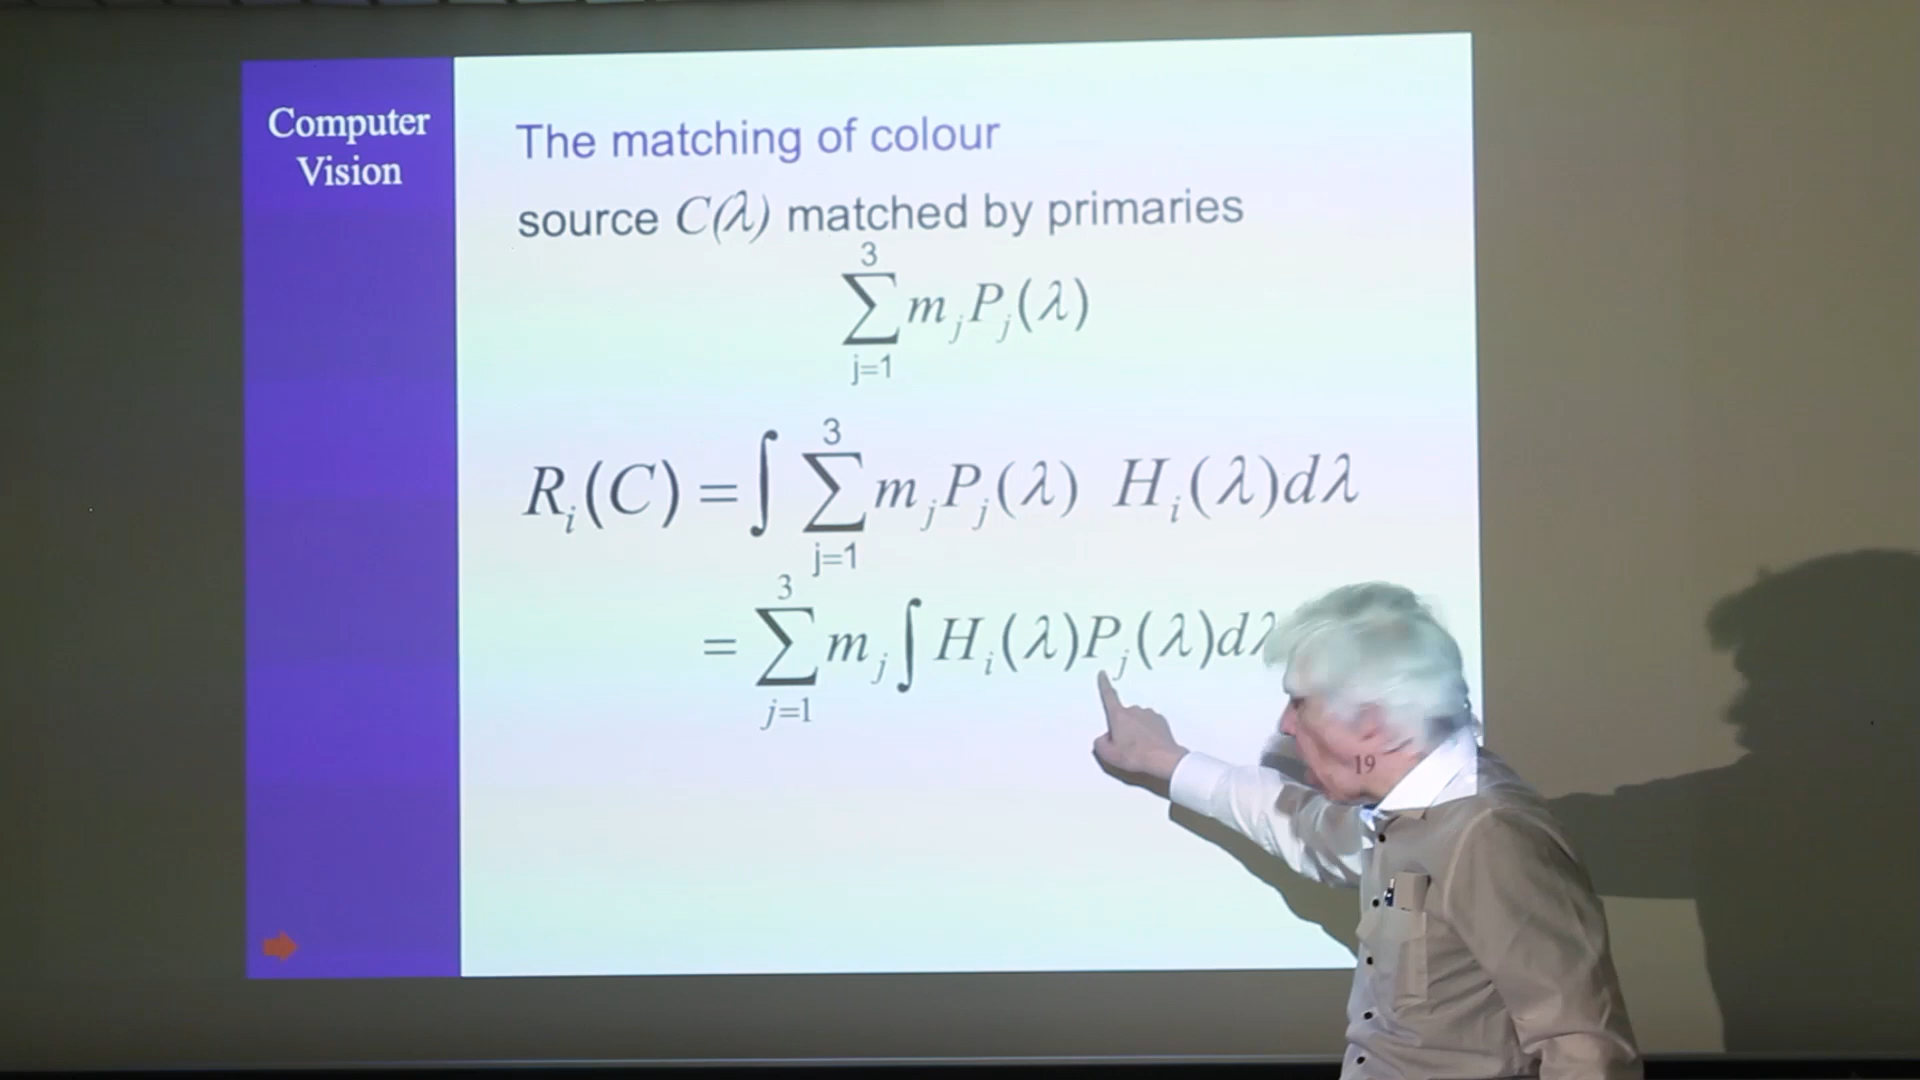 Computer
Vision
The matching of colour
source C(λ) matched by primaries
3
∑ m_j P_j(λ)
j=1
3
R_i(C) = ∫ ∑ m_j P_j(λ) H_i(λ)dλ
j=1
3
= ∑ m_j ∫ H_i(λ)P_j(λ)dλ
j=1
19